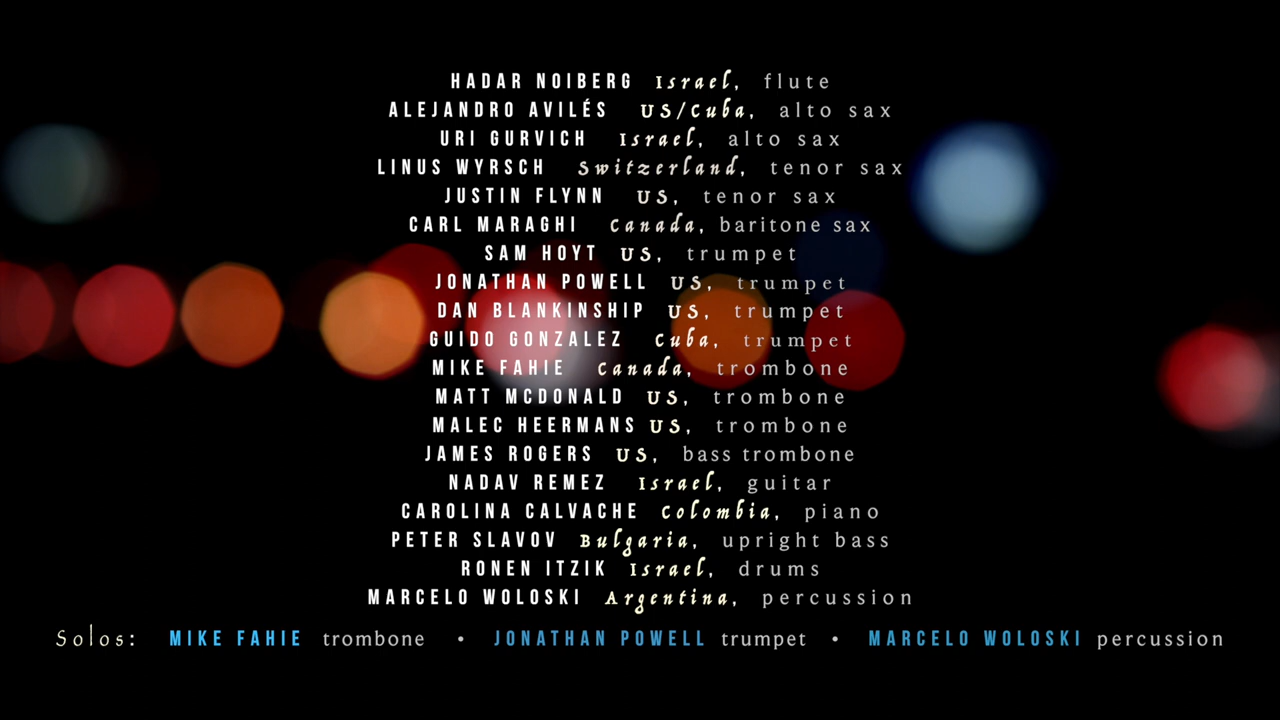 HADAR NOIBERG Israel, flute
ALEJANDRO AVILÉS US/Cuba, alto sax
URI GURVICH Israel, alto sax
LINUS WYRSCH Switzerland, tenor sax
JUSTIN FLYNN US, tenor sax
CARL MARAGHI Canada, baritone sax
SAM HOYT US, trumpet
JONATHAN POWELL US, trumpet
DAN BLANKINSHIP US, trumpet
GUIDO GONZALEZ Cuba, trumpet
MIKE FAHIE Canada, trombone
MATT MCDONALD US, trombone
MALEC HEERMANS US, trombone
JAMES ROGERS US, bass trombone
NADAV REMEZ Israel, guitar
CAROLINA CALVACHE Colombia, piano
PETER SLAVOV Bulgaria, upright bass
RONEN ITZIK Israel, drums
MARCELO WOLOSKI Argentina, percussion
Solos: MIKE FAHIE trombone • JONATHAN POWELL trumpet • MARCELO WOLOSKI percussion